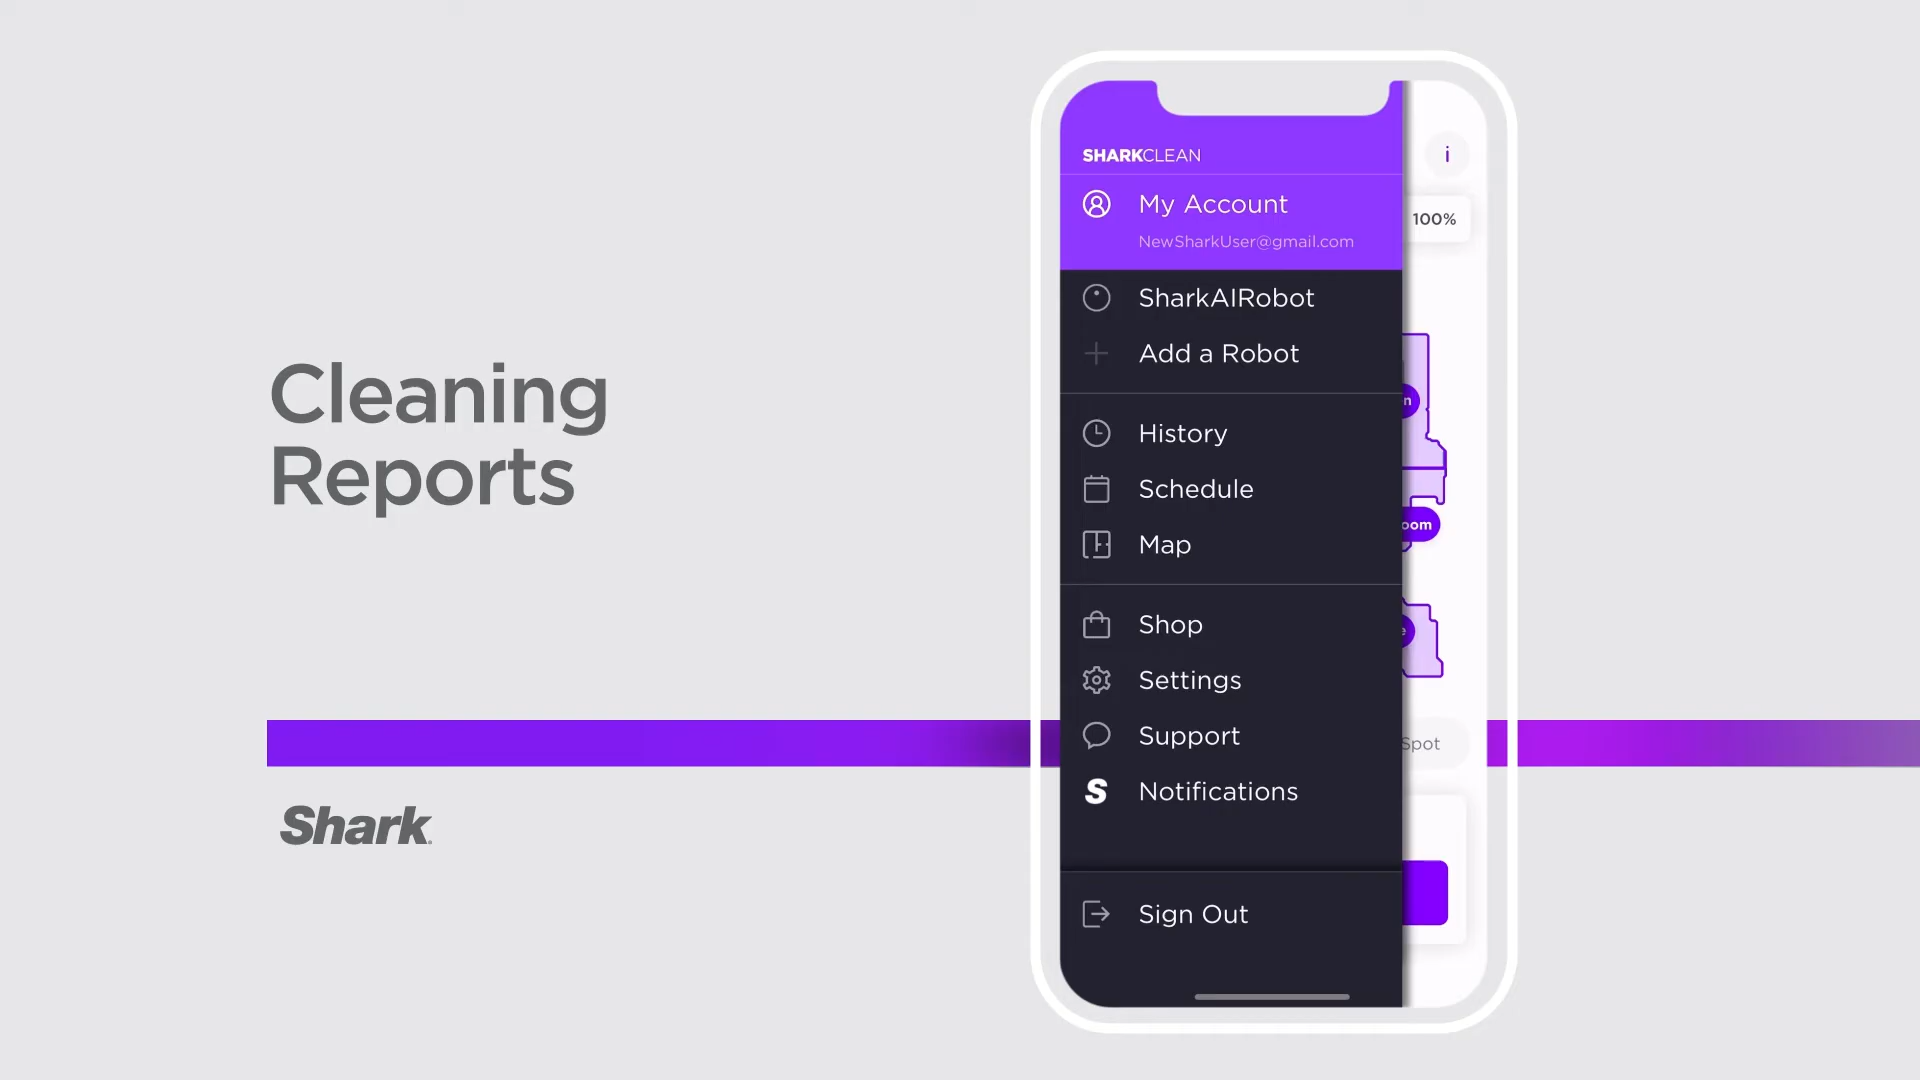 Cleaning
Reports
Shark
SHARKCLEAN
My Account
NewSharkUser@gmail.com
SharkAIRobot
Add a Robot
History
Schedule
Map
Shop
Settings
Support
S
Notifications
Sign Out
i
100%
n
oom
e
Spot